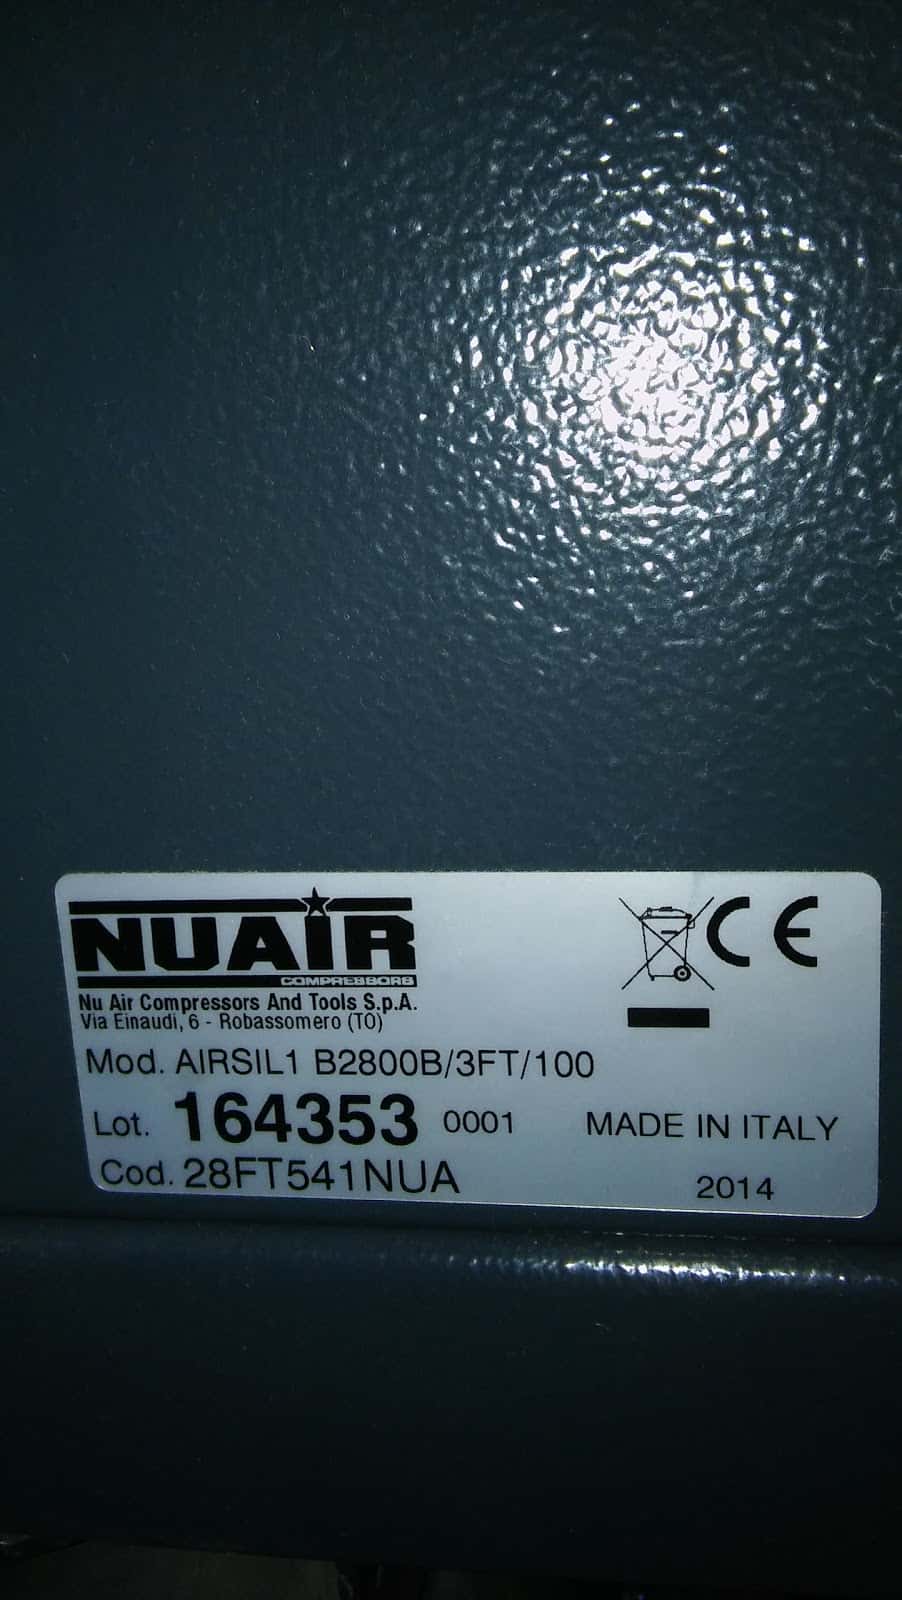 NUAIR
COMPRESSORS
Nu Air Compressors And Tools S.p.A.
Via Einaudi, 6 - Robassomero (TO)
Mod. AIRSIL1 B2800B/3FT/100
Lot. 164353 0001 MADE IN ITALY
Cod. 28FT541NUA 2014
CE